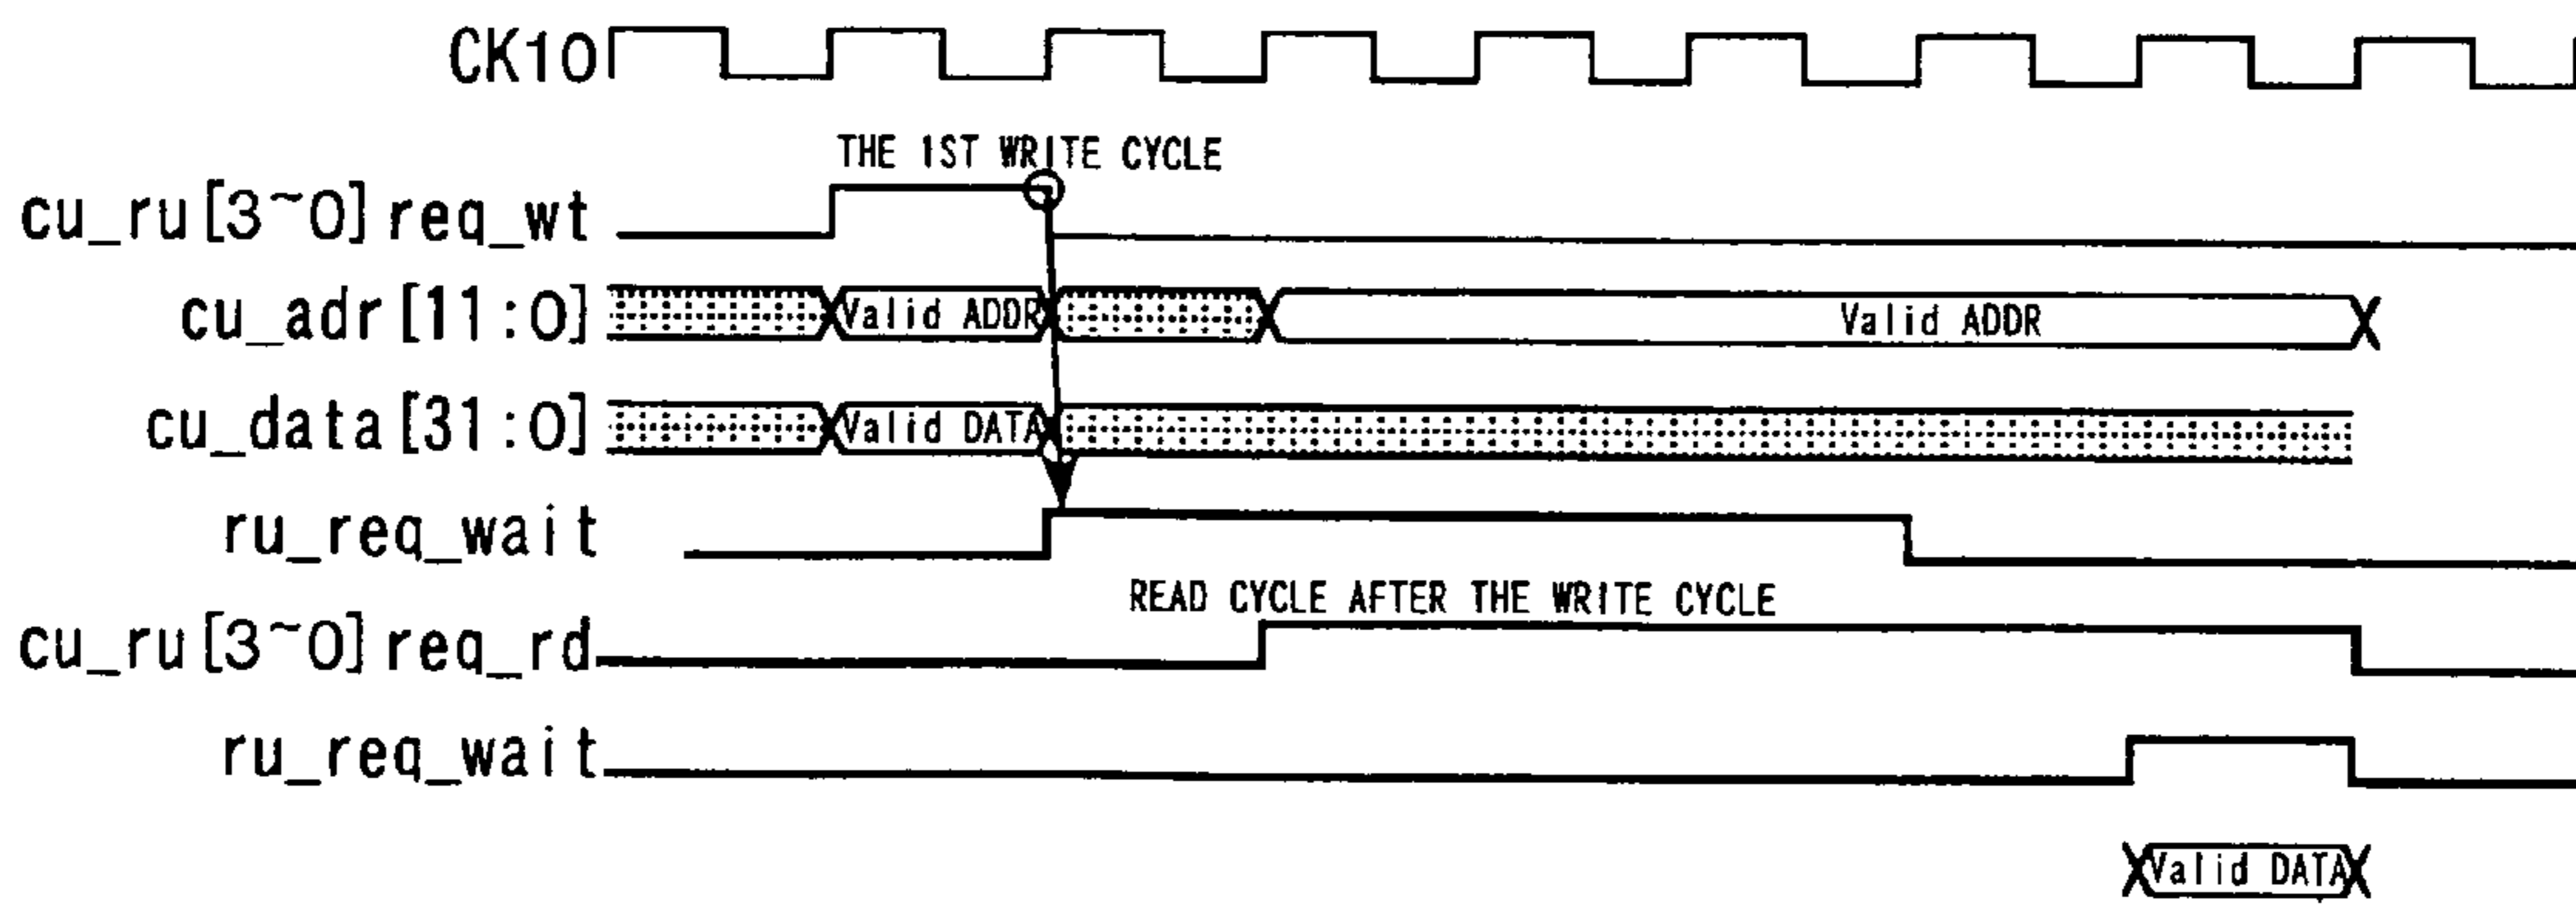 CK10
THE 1ST WRITE CYCLE
cu_ru[3~0]req_wt
cu_adr[11:0] Valid ADDR Valid ADDR
cu_data[31:0] Valid DATA
ru_req_wait
READ CYCLE AFTER THE WRITE CYCLE
cu_ru[3~0]req_rd
ru_req_wait
Valid DATA